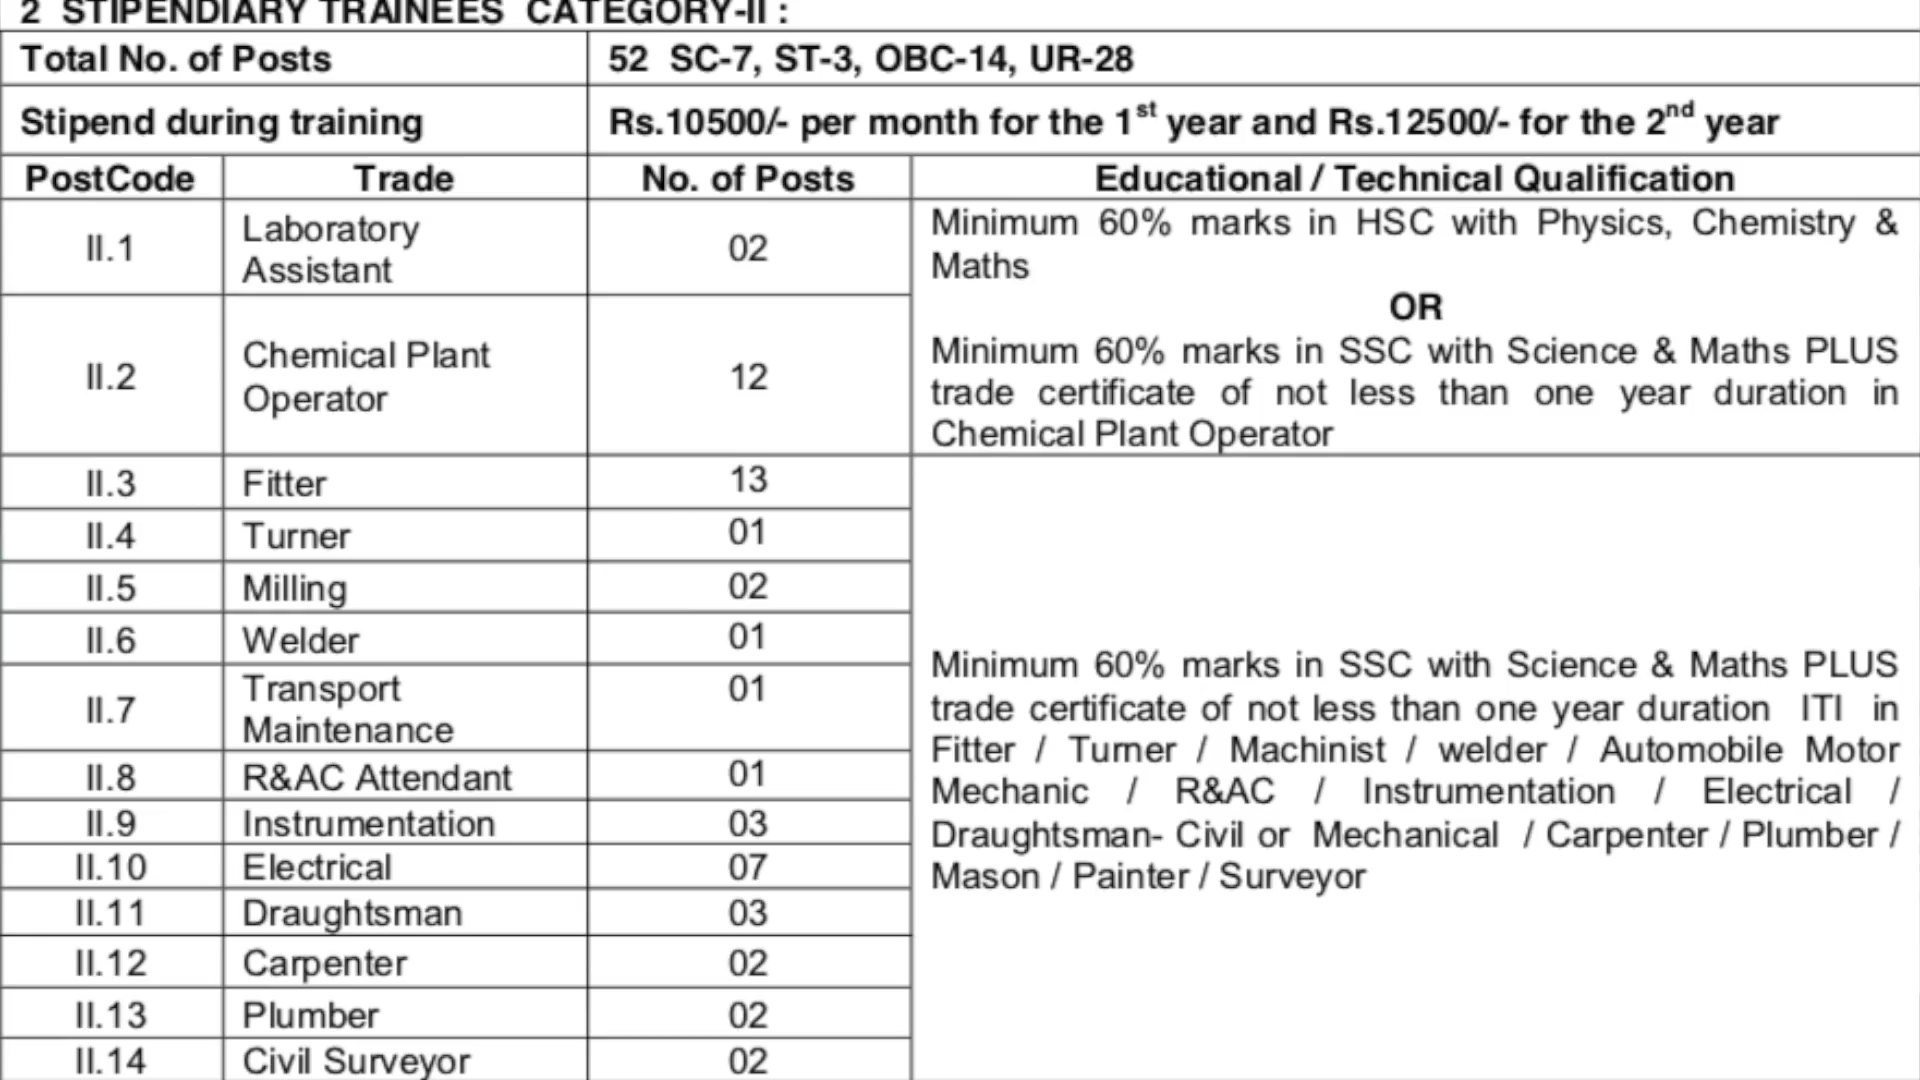 2 STIPENDIARY TRAINEES CATEGORY-II :
Total No. of Posts 52 SC-7, ST-3, OBC-14, UR-28
Stipend during training Rs.10500/- per month for the 1st year and Rs.12500/- for the 2nd year
PostCode Trade No. of Posts Educational / Technical Qualification
II.1 Laboratory Assistant 02
II.2 Chemical Plant Operator 12
Minimum 60% marks in HSC with Physics, Chemistry &
Maths
OR
Minimum 60% marks in SSC with Science & Maths PLUS
trade certificate of not less than one year duration in
Chemical Plant Operator
II.3 Fitter 13
II.4 Turner 01
II.5 Milling 02
II.6 Welder 01
II.7 Transport Maintenance 01
II.8 R&AC Attendant 01
II.9 Instrumentation 03
II.10 Electrical 07
II.11 Draughtsman 03
II.12 Carpenter 02
II.13 Plumber 02
II.14 Civil Surveyor 02
Minimum 60% marks in SSC with Science & Maths PLUS
trade certificate of not less than one year duration ITI in
Fitter / Turner / Machinist / welder / Automobile Motor
Mechanic / R&AC / Instrumentation / Electrical /
Draughtsman- Civil or Mechanical / Carpenter / Plumber /
Mason / Painter / Surveyor